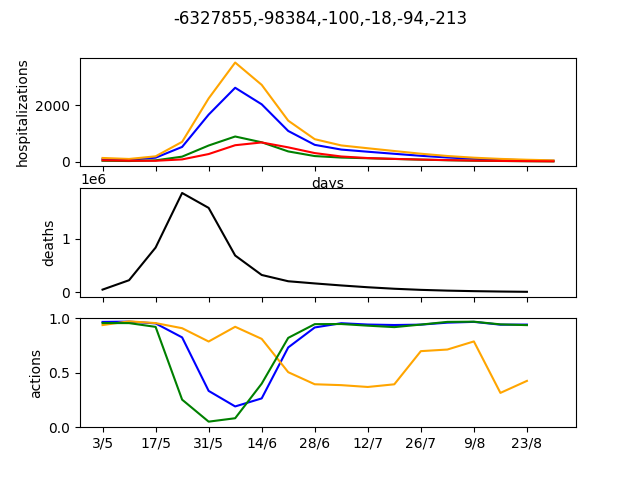 -6327855,-98384,-100,-18,-94,-213
hospitalizations
2000
0
days
1e6
deaths
1
0
actions
1.0
0.5
0.0
3/5 17/5 31/5 14/6 28/6 12/7 26/7 9/8 23/8